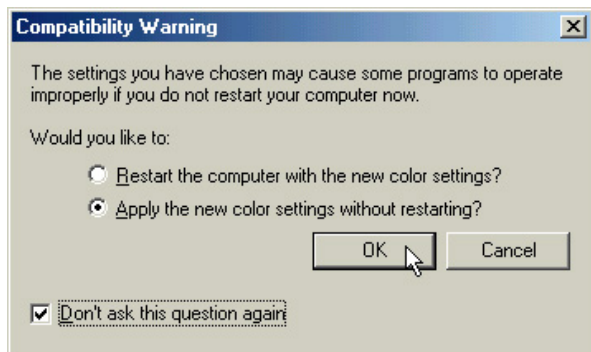 Compatibility Warning
The settings you have chosen may cause some programs to operate
improperly if you do not restart your computer now.
Would you like to:
Restart the computer with the new color settings?
Apply the new color settings without restarting?
OK Cancel
Don't ask this question again